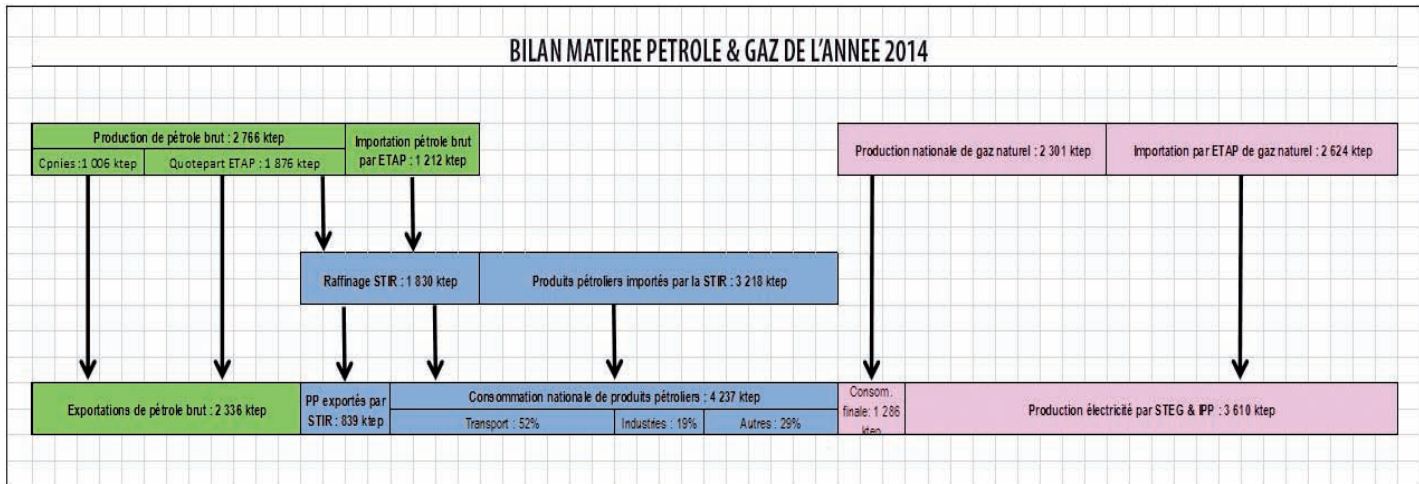 BILAN MATIERE PETROLE & GAZ DE L'ANNEE 2014
Production de pétrole brut : 2 766 ktep
Cpnies :1 006 ktep
Quotepart ETAP : 1 876 ktep
Importation pétrole brut
par ETAP : 1 212 ktep
Production nationale de gaz naturel : 2 301 ktep
Importation par ETAP de gaz naturel : 2 624 ktep
Raffinage STIR : 1 830 ktep
Produits pétroliers importés par la STIR : 3 218 ktep
Exportations de pétrole brut : 2 336 ktep
PP exportés par
STIR : 839 ktep
Consommation nationale de produits pétroliers : 4 237 ktep
Transport : 52%
Industries : 19%
Autres : 29%
Consom.
finale: 1 286
ktep
Production électricité par STEG & IPP : 3 610 ktep